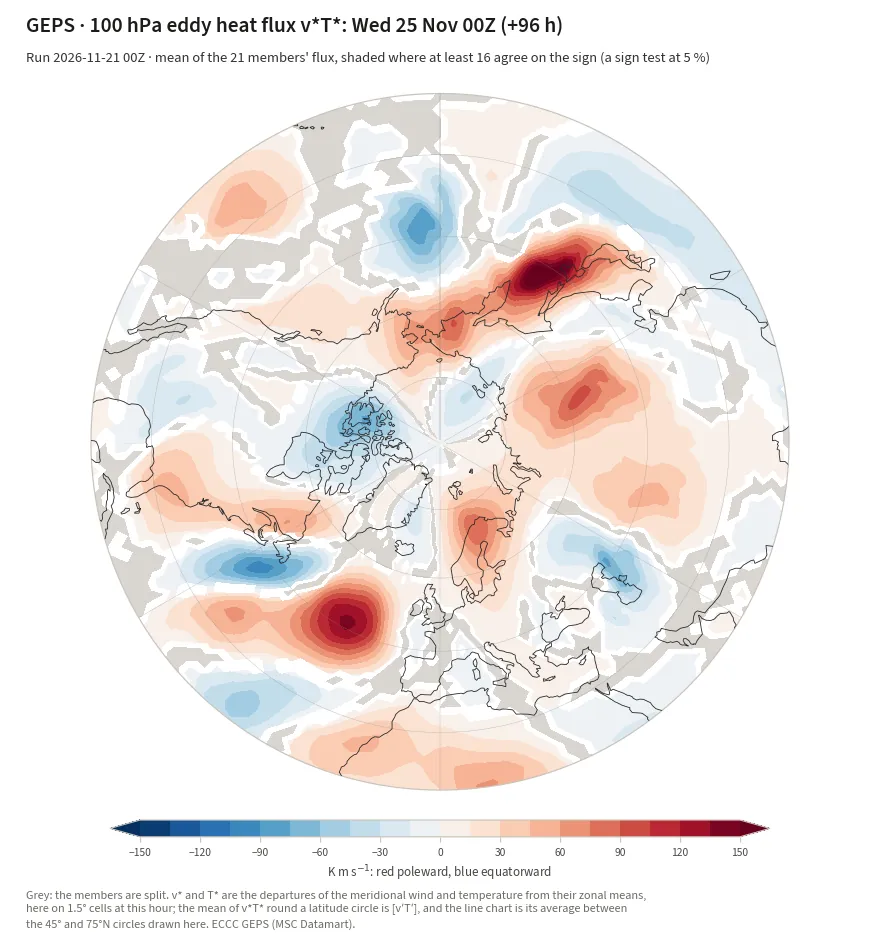 GEPS · 100 hPa eddy heat flux v*T*: Wed 25 Nov 00Z (+96 h)
Run 2026-11-21 00Z · mean of the 21 members' flux, shaded where at least 16 agree on the sign (a sign test at 5 %)
−150 −120 −90 −60 −30 0 30 60 90 120 150
K m s⁻¹: red poleward, blue equatorward
Grey: the members are split. v* and T* are the departures of the meridional wind and temperature from their zonal means,
here on 1.5° cells at this hour; the mean of v*T* round a latitude circle is [v'T'], and the line chart is its average between
the 45° and 75°N circles drawn here. ECCC GEPS (MSC Datamart).